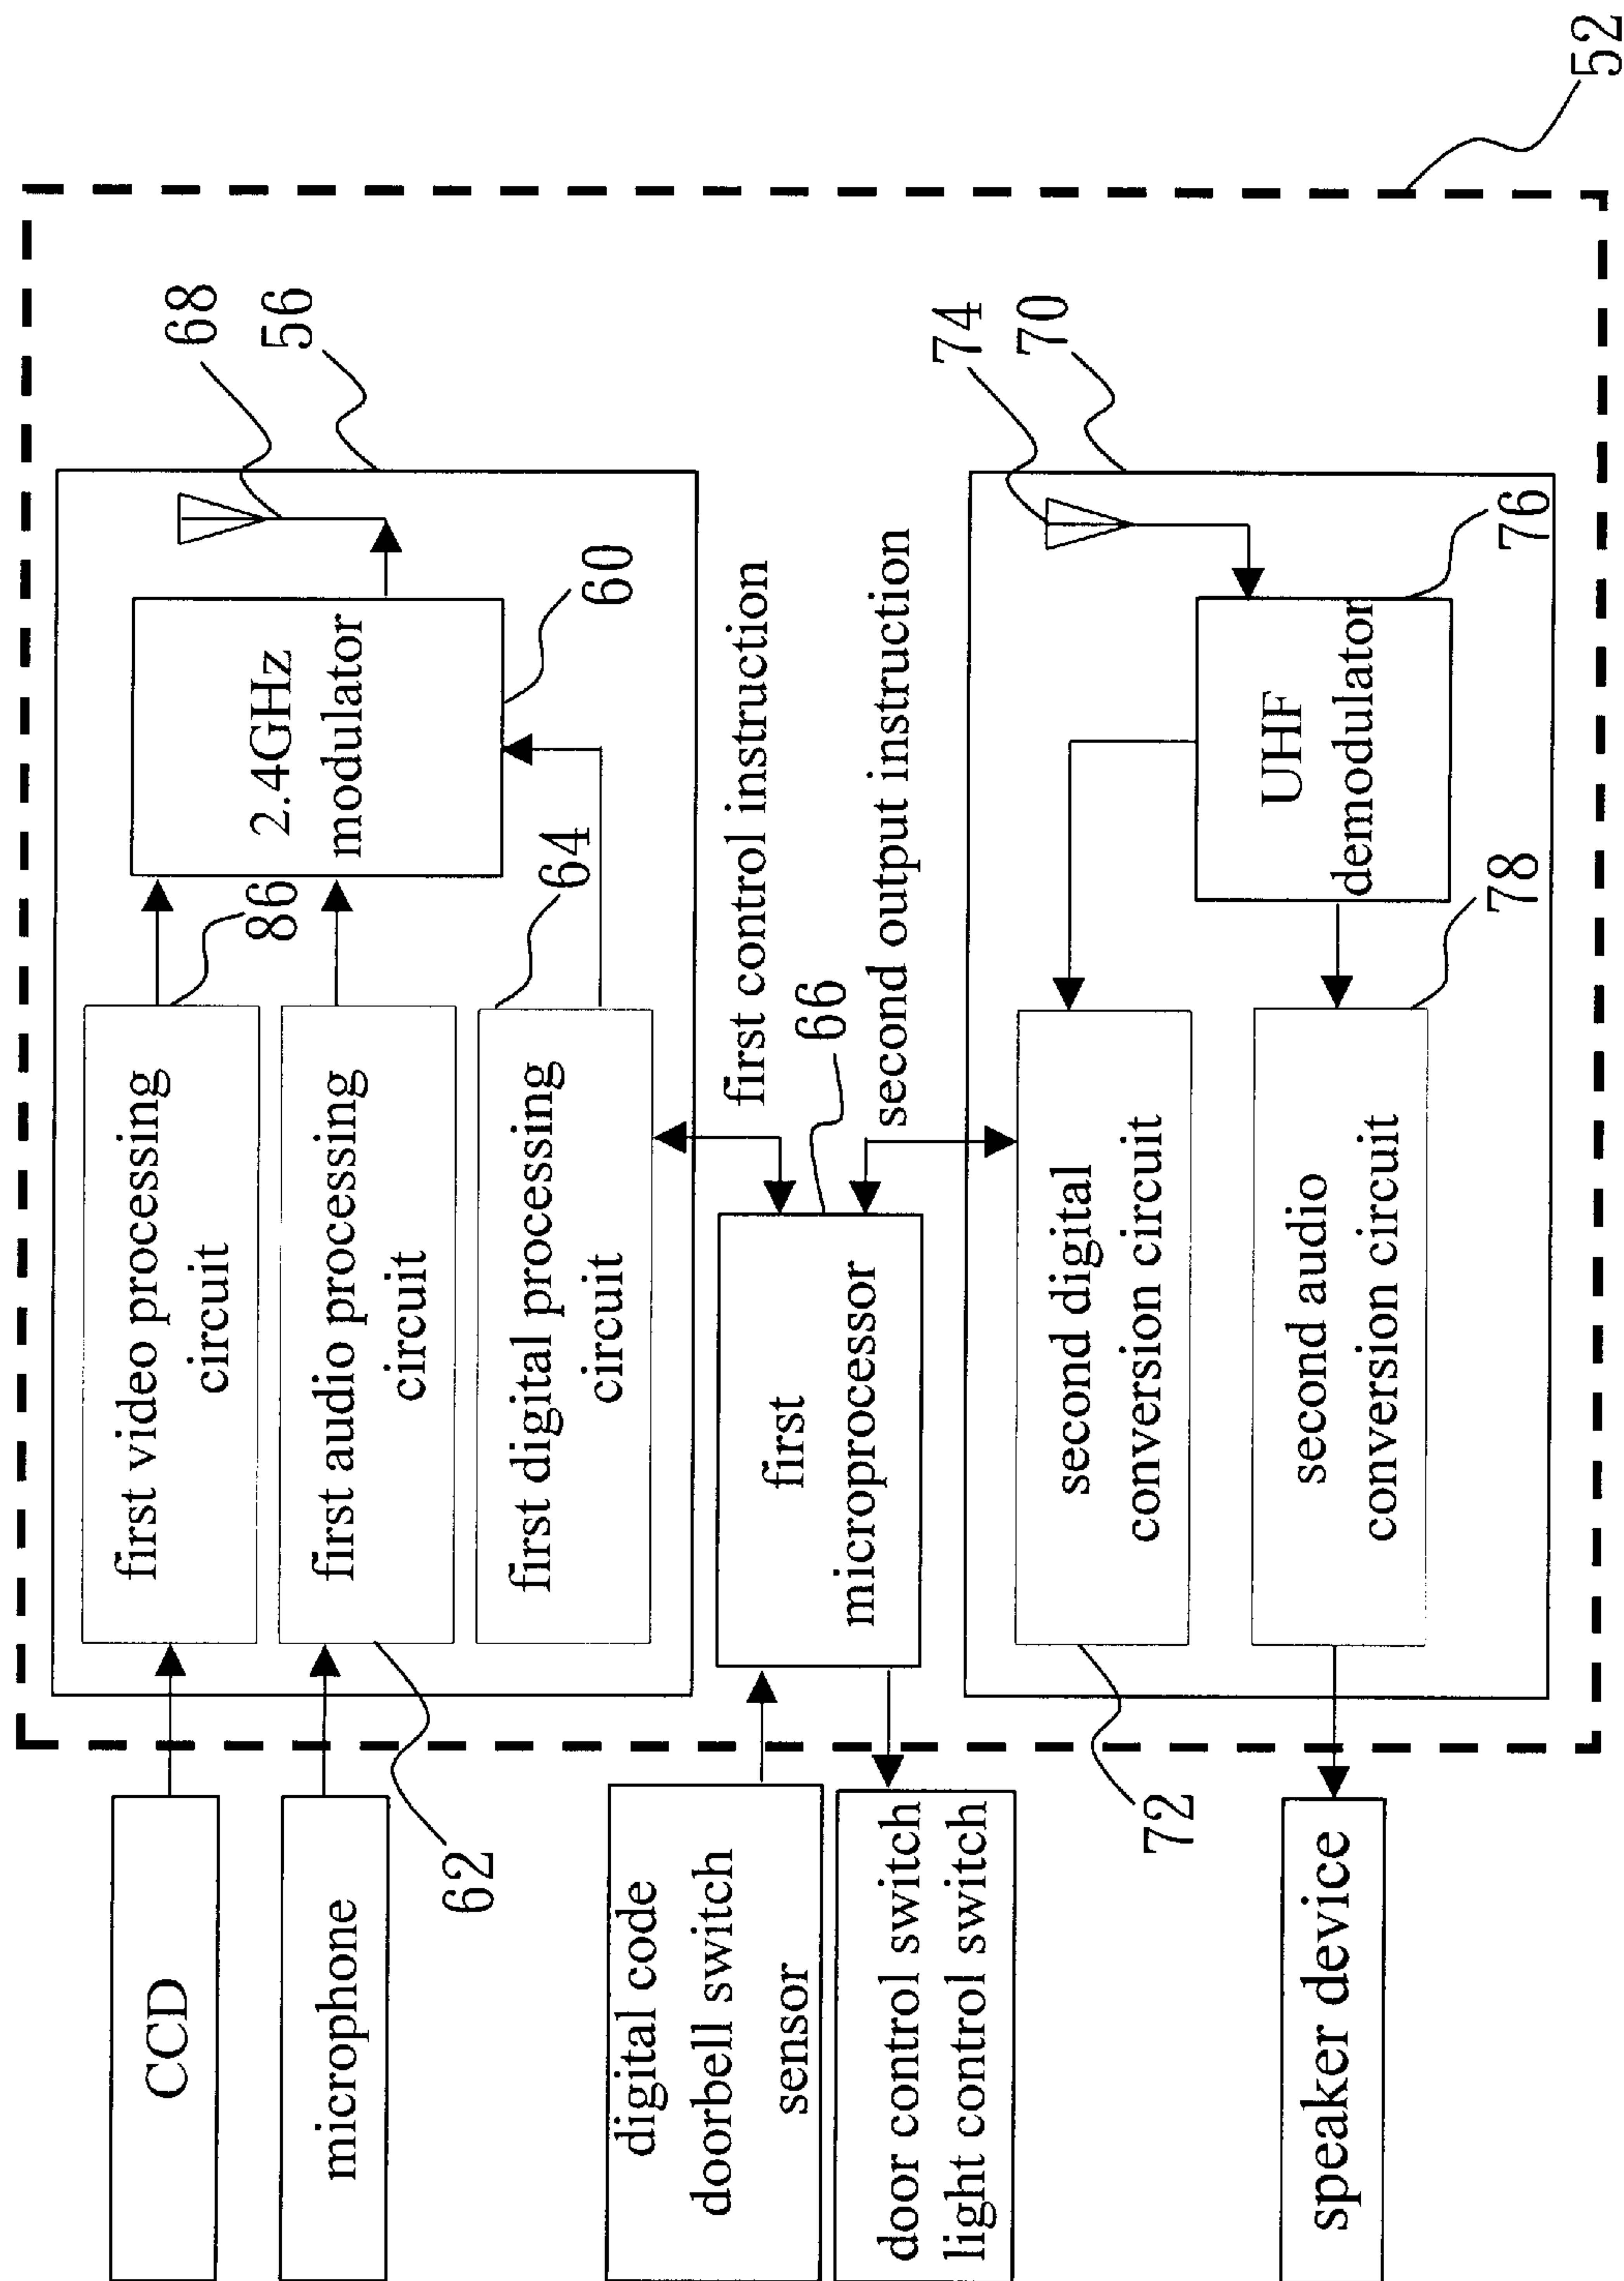 CCD
microphone
digital code
doorbell switch
sensor
door control switch
light control switch
speaker device
62
72
first video processing
circuit
first audio processing
circuit
first digital processing
circuit
first
microprocessor
second digital
conversion circuit
second audio
conversion circuit
66
86
64
78
first control instruction
second output instruction
2.4GHz
modulator
60
UHF
demodulator
76
68
56
74
70
52